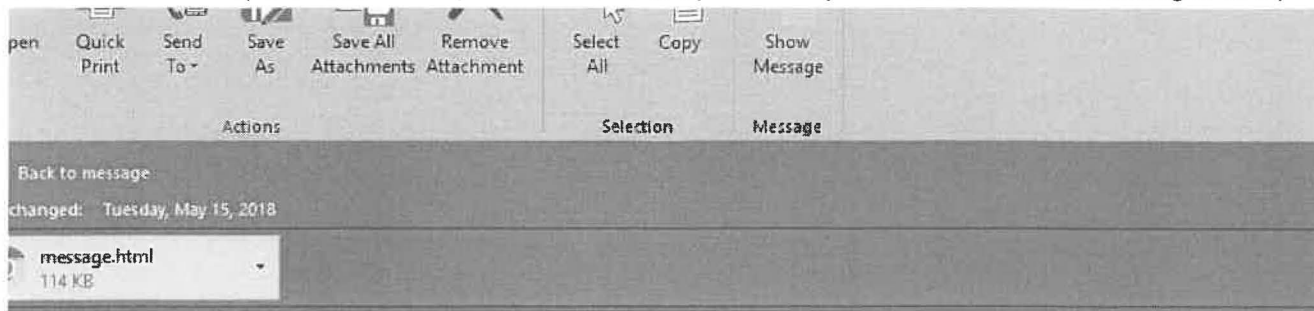 pen Quick Send Save Save All Remove Select Copy Show
Print To As Attachments Attachment All Message
Actions Selection Message
Back to message
changed: Tuesday, May 15, 2018
message.html
114 KB